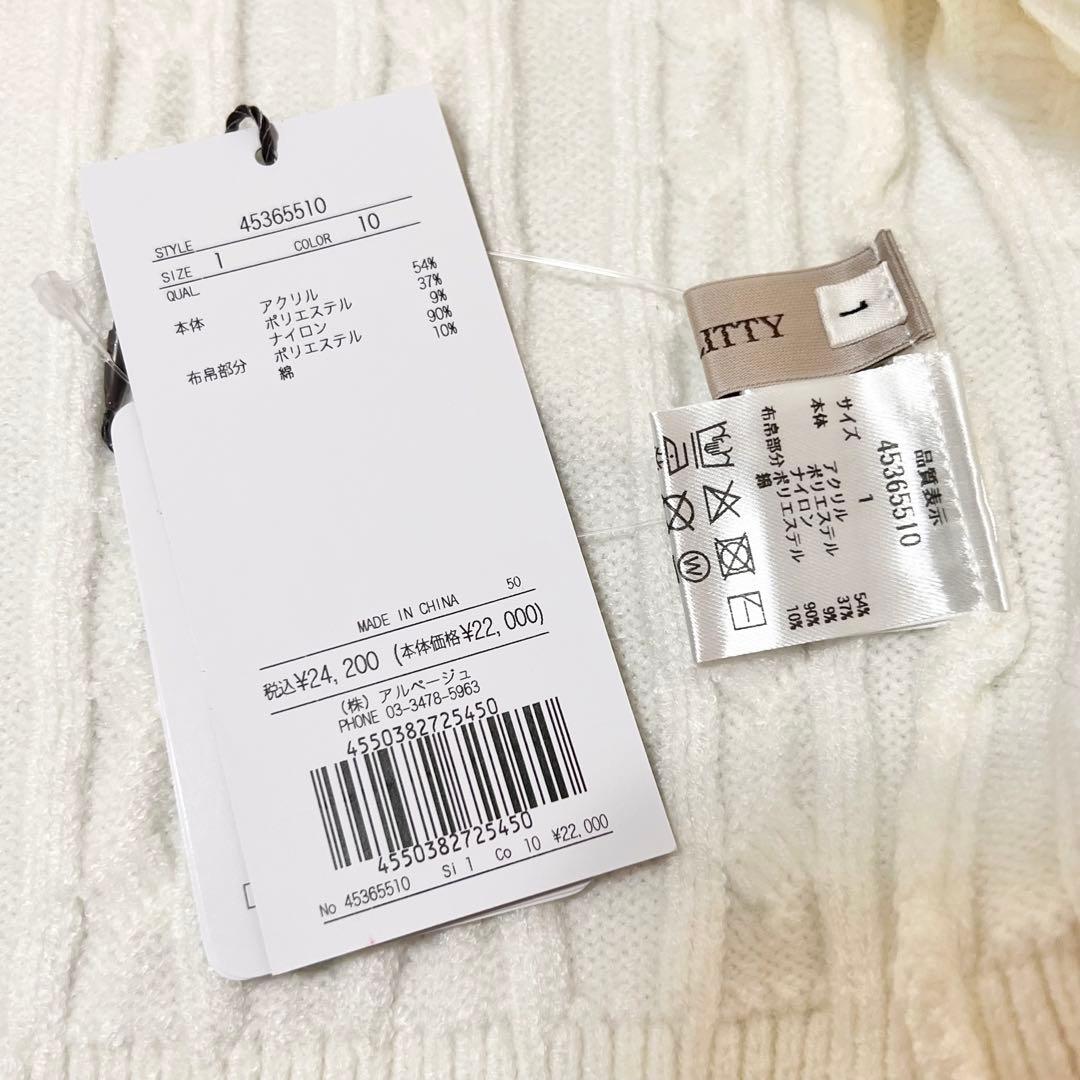 STYLE 45365510
SIZE 1 COLOR 10
QUAL
本体 アクリル 54%
ポリエステル 37%
ナイロン 9%
布帛部分 ポリエステル 90%
綿 10%
50
MADE IN CHINA
税込¥24,200 (本体価格¥22,000)
(株) アルページュ
PHONE 03-3478-5963
4550382725450
4550382725450
No 45365510 Si 1 Co 10 ¥22,000
LITTY
1
品質表示
45365510
サイズ 1
本体 アクリル 54%
ポリエステル 37%
ナイロン 9%
布帛部分 ポリエステル 90%
綿 10%
W